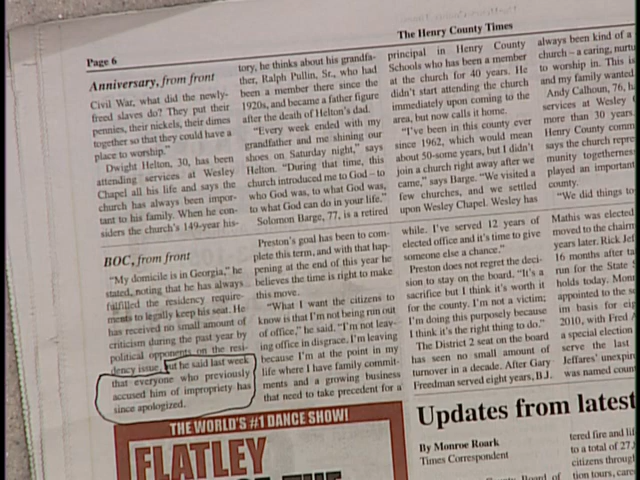 The Henry County Times
Page 6
Anniversary, from front
Civil War, what did the newly-
freed slaves do? They put their
pennies, their nickels, their dimes
together so that they could have a
place to worship."
Dwight Helton, 30, has been
attending services at Wesley
Chapel all his life and says the
church has always been impor-
tant to his family. When he con-
siders the church's 149-year his-
tory, he thinks about his grandfa-
ther, Ralph Pullin, Sr., who had
been a member there since the
1920s, and became a father figure
after the death of Helton's dad.
"Every week ended with my
grandfather and me shining our
shoes on Saturday night," says
Helton. "During that time, this
church introduced me to God – to
who God was, to what God was,
to what God can do in your life."
Solomon Barge, 77, is a retired
principal in Henry County
Schools who has been a member
at the church for 40 years. He
didn't start attending the church
immediately upon coming to the
area, but now calls it home.
"I've been in this county ever
since 1962, which would mean
about 50-some years, but I didn't
join a church right away after we
came," says Barge. "We visited a
few churches, and we settled
upon Wesley Chapel. Wesley has
always been kind of a
church – a caring, nurtu
to worship in. This is
and my family wanted
Andy Calhoun, 76, h
services at Wesley
more than 30 years.
Henry County comm
says the church repre
munity togetherness
played an important
county.
"We did things to
BOC, from front
"My domicile is in Georgia," he
stated, noting that he has always
fulfilled the residency require-
ments to legally keep his seat. He
has received no small amount of
criticism during the past year by
political opponents on the resi-
dency issue, but he said last week
that everyone who previously
accused him of impropriety has
since apologized.
Preston's goal has been to com-
plete this term, and with that hap-
pening at the end of this year he
believes the time is right to make
this move.
"What I want the citizens to
know is that I'm not being run out
of office," he said. "I'm not leav-
ing office in disgrace. I'm leaving
because I'm at the point in my
life where I have family commit-
ments and a growing business
that need to take precedent for a
while. I've served 12 years of
elected office and it's time to give
someone else a chance."
Preston does not regret the deci-
sion to stay on the board. "It's a
sacrifice but I think it's worth it
for the county. I'm not a victim;
I'm doing this purposely because
I think it's the right thing to do."
The District 2 seat on the board
has seen no small amount of
turnover in a decade. After Gary
Freedman served eight years, B.J.
Mathis was elected
moved to the chairm
years later. Rick Jef
16 months after ta
run for the State S
holds today. Mon
appointed to the s
im basis for eig
2010, with Fred A
a special election
serve the last
Jeffares' unexpir
was named coun
THE WORLD'S #1 DANCE SHOW!
FLATLEY
Updates from latest
By Monroe Roark
Times Correspondent
tered fire and lif
to a total of 27,
citizens through
tion tours, care